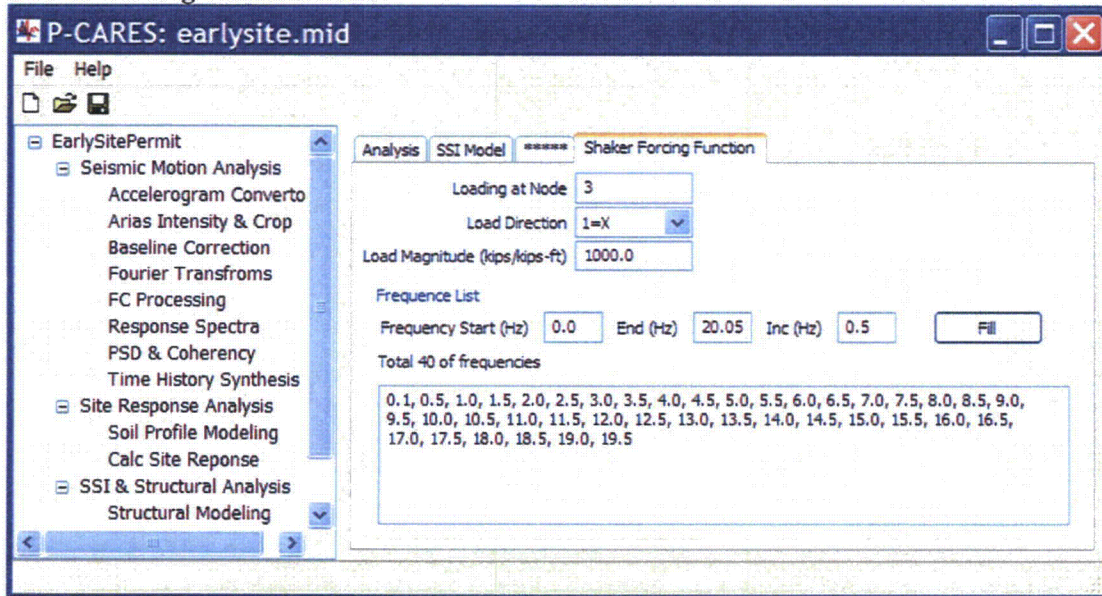 P-CARES: earlysite.mid
File Help
EarlySitePermit
Seismic Motion Analysis
Accelerogram Converto
Arias Intensity & Crop
Baseline Correction
Fourier Transfroms
FC Processing
Response Spectra
PSD & Coherency
Time History Synthesis
Site Response Analysis
Soil Profile Modeling
Calc Site Reponse
SSI & Structural Analysis
Structural Modeling
Analysis SSI Model ***** Shaker Forcing Function
Loading at Node 3
Load Direction 1=X
Load Magnitude (kips/kips-ft) 1000.0
Frequence List
Frequency Start (Hz) 0.0 End (Hz) 20.05 Inc (Hz) 0.5 Fill
Total 40 of frequencies
0.1, 0.5, 1.0, 1.5, 2.0, 2.5, 3.0, 3.5, 4.0, 4.5, 5.0, 5.5, 6.0, 6.5, 7.0, 7.5, 8.0, 8.5, 9.0,
9.5, 10.0, 10.5, 11.0, 11.5, 12.0, 12.5, 13.0, 13.5, 14.0, 14.5, 15.0, 15.5, 16.0, 16.5,
17.0, 17.5, 18.0, 18.5, 19.0, 19.5